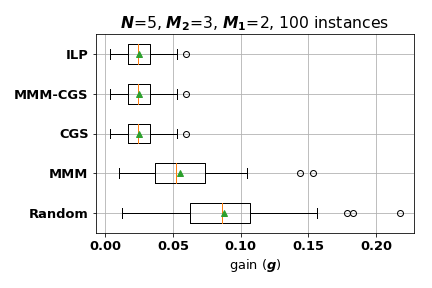 N=5, M₂=3, M₁=2, 100 instances
ILP
MMM-CGS
CGS
MMM
Random
0.00 0.05 0.10 0.15 0.20
gain (g)